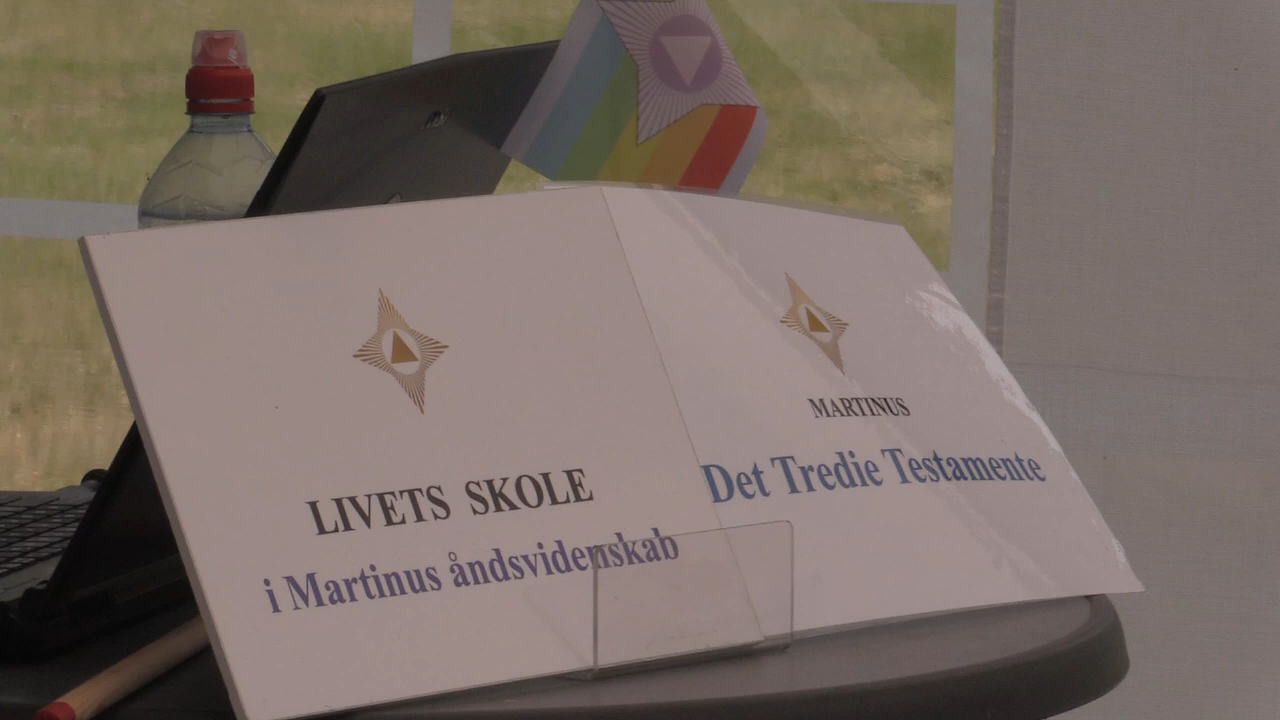 LIVETS SKOLE
i Martinus åndsvidenskab
MARTINUS
Det Tredie Testamente